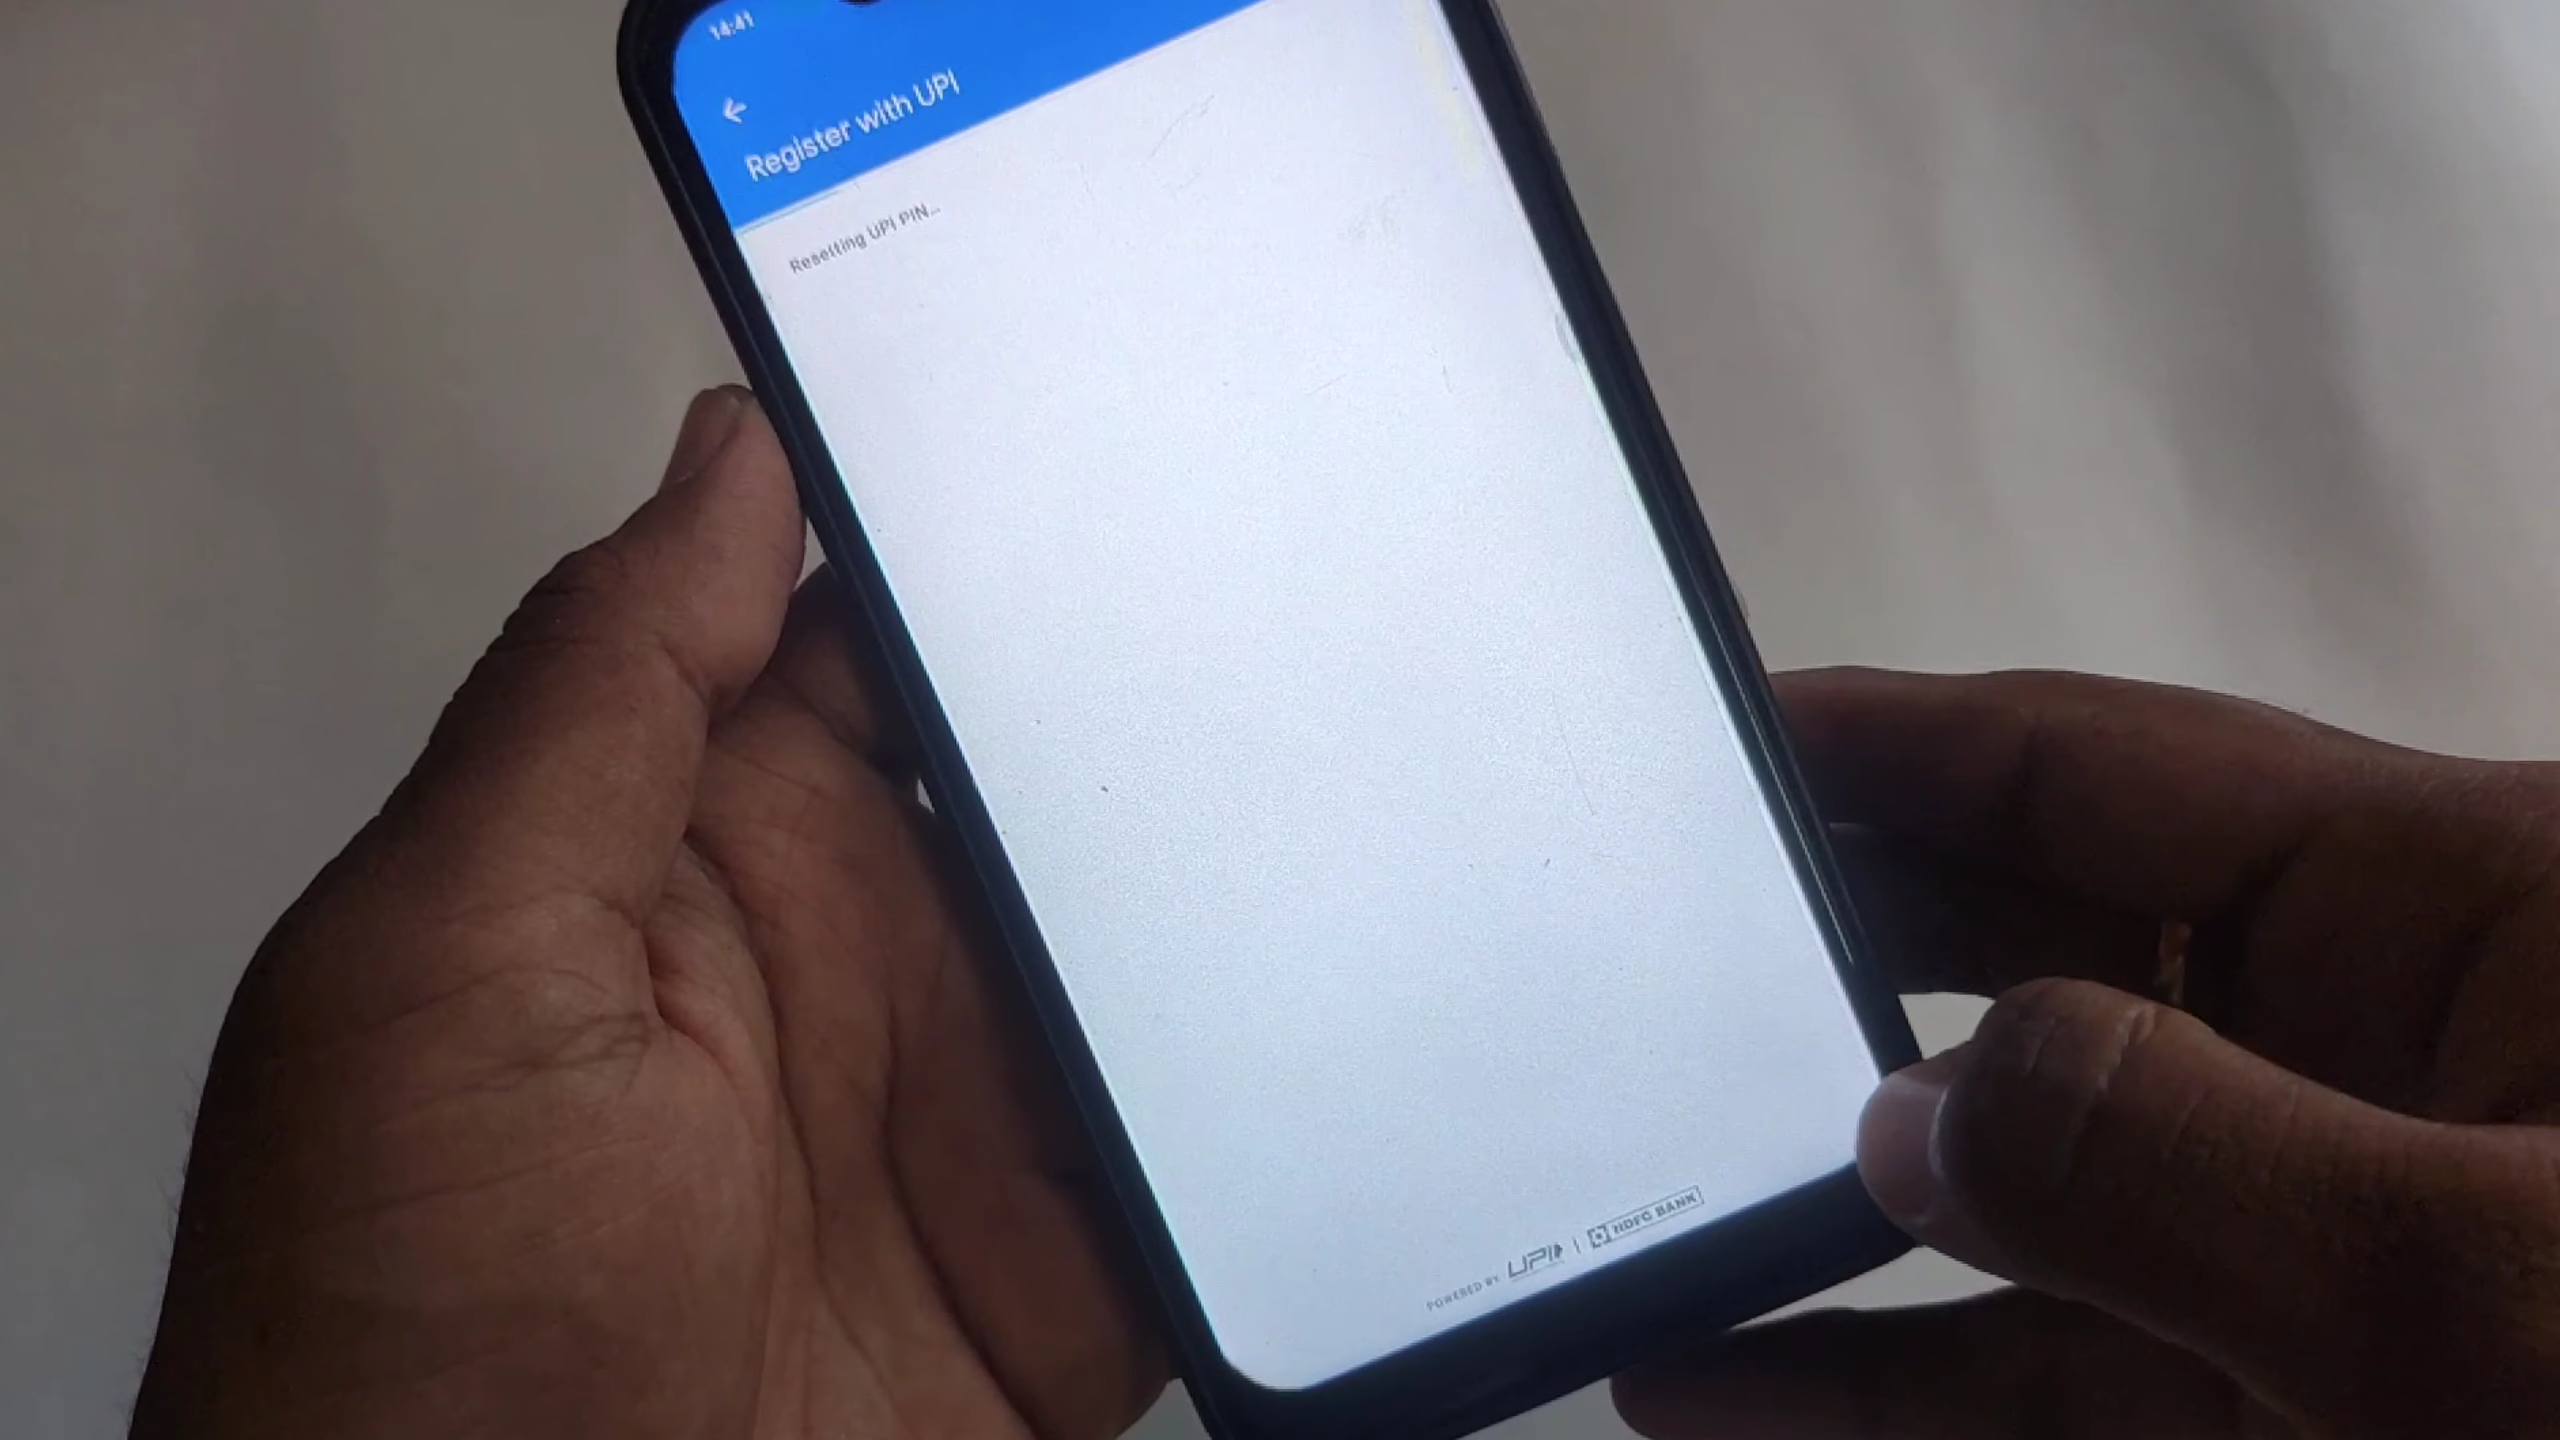 14:41
Register with UPI
Resetting UPI PIN...
POWERED BY UPI | HDFC BANK